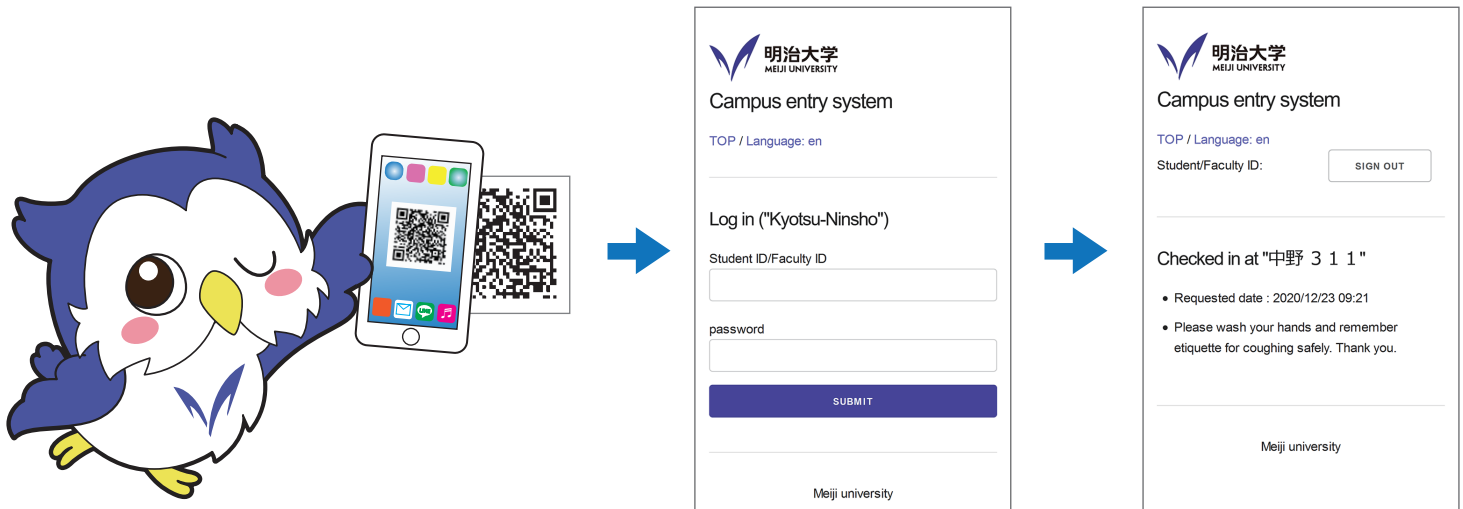 明治大学
MEIJI UNIVERSITY
Campus entry system
TOP / Language: en
Log in ("Kyotsu-Ninsho")
Student ID/Faculty ID
password
SUBMIT
Meiji university
明治大学
MEIJI UNIVERSITY
Campus entry system
TOP / Language: en
Student/Faculty ID:
SIGN OUT
Checked in at "中野 ３１１"
• Requested date : 2020/12/23 09:21
• Please wash your hands and remember
etiquette for coughing safely. Thank you.
Meiji university
LINE